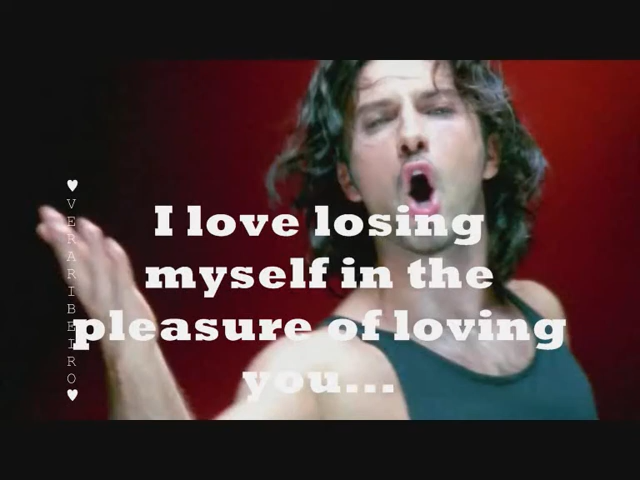 ♥VERARIBEIRO♥
I love losing
myself in the
pleasure of loving
you...